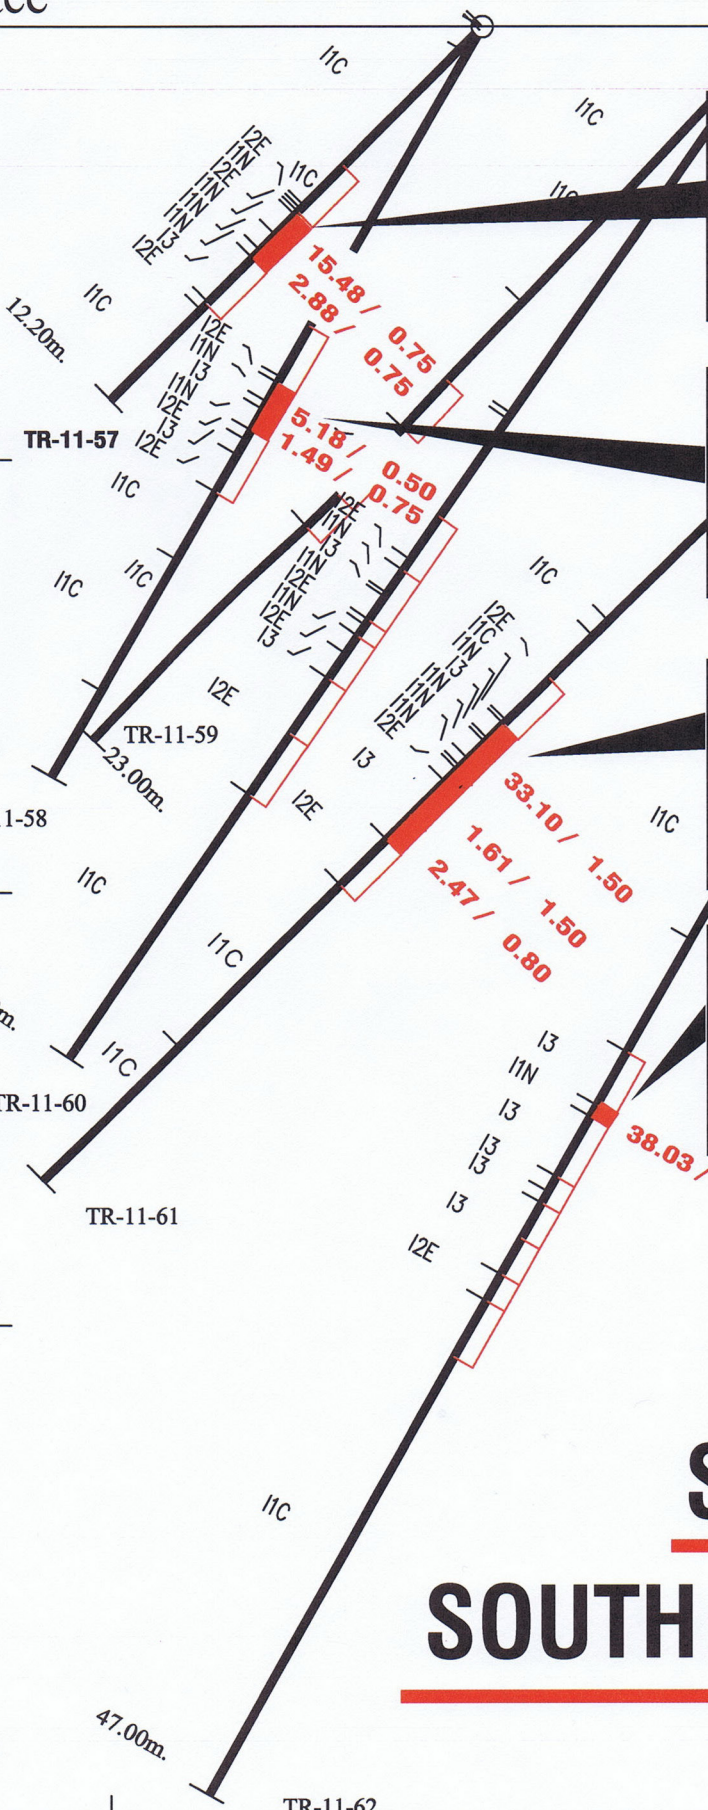 I1C
I1C
I2E
I1N
I2E
I1N
I1N
I3
I2E
I1C
I1C
I1C
12.20m.
15.48 / 0.75
2.88 / 0.75
TR-11-57
I2E
I1N
I3
I1N
I2E
I3
I2E
5.18 / 0.50
1.49 / 0.75
I1C
I2E
I1N
I3
I1N
I2E
I1N
I2E
I3
I1C
I1C
I1C
I2E
I1C
I1N
I3
I1N
I1N
I1N
I2E
I2E
TR-11-59
23.00m.
I3
33.10 / 1.50
1.61 / 1.50
2.47 / 0.80
I2E
I1C
1-58
I1C
I1C
m.
I1C
TR-11-60
I3
I1N
I3
I3
I3
I3
I2E
38.03 /
TR-11-61
I1C
S
SOUTH
47.00m.
TR-11-62